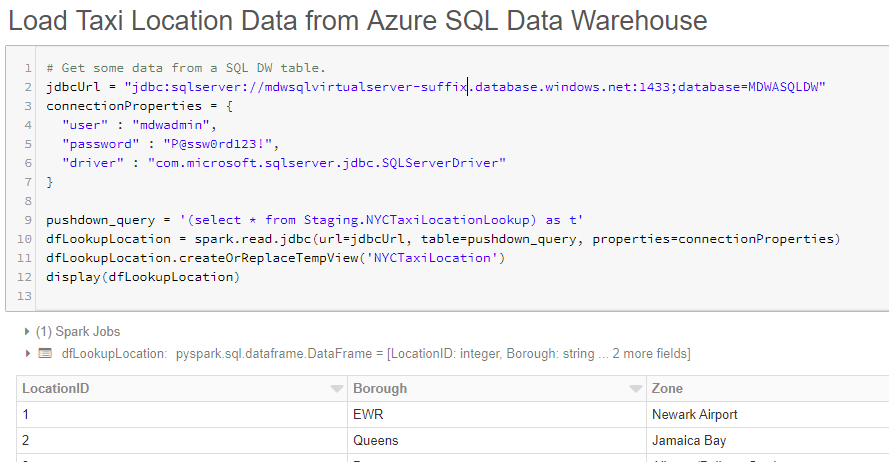 Load Taxi Location Data from Azure SQL Data Warehouse
1 # Get some data from a SQL DW table.
2 jdbcUrl = "jdbc:sqlserver://mdwsqlvirtualserver-suffix.database.windows.net:1433;database=MDWASQLDW"
3 connectionProperties = {
4 "user" : "mdwadmin",
5 "password" : "P@ssw0rd123!",
6 "driver" : "com.microsoft.sqlserver.jdbc.SQLServerDriver"
7 }
8
9 pushdown_query = '(select * from Staging.NYCTaxiLocationLookup) as t'
10 dfLookupLocation = spark.read.jdbc(url=jdbcUrl, table=pushdown_query, properties=connectionProperties)
11 dfLookupLocation.createOrReplaceTempView('NYCTaxiLocation')
12 display(dfLookupLocation)
13
(1) Spark Jobs
dfLookupLocation: pyspark.sql.dataframe.DataFrame = [LocationID: integer, Borough: string ... 2 more fields]
LocationID Borough Zone
1 EWR Newark Airport
2 Queens Jamaica Bay